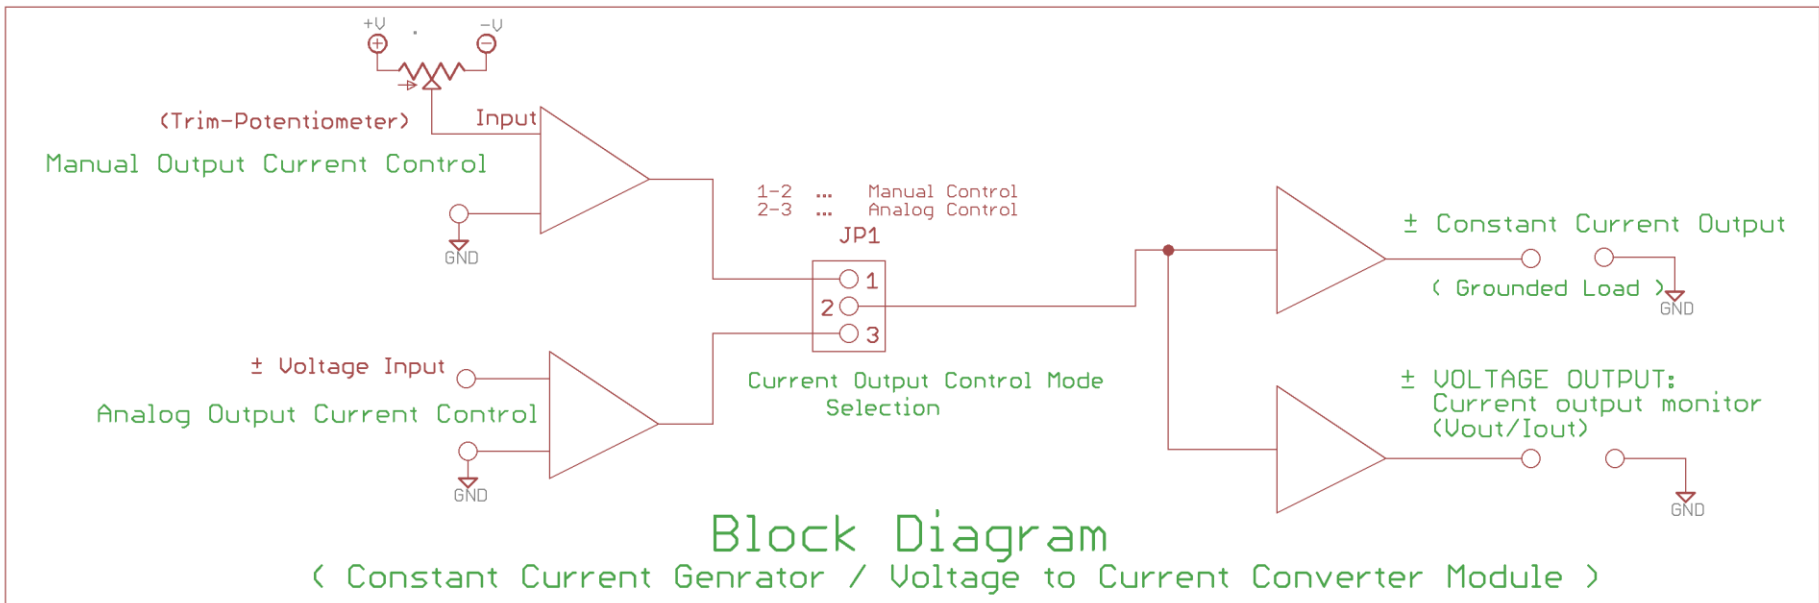 +V
-V
(Trim-Potentiometer)
Input
Manual Output Current Control
GND
1-2 ... Manual Control
2-3 ... Analog Control
JP1
1
2
3
± Voltage Input
Analog Output Current Control
GND
Current Output Control Mode
Selection
± Constant Current Output
( Grounded Load )
GND
± VOLTAGE OUTPUT:
Current output monitor
(Vout/Iout)
GND
Block Diagram
( Constant Current Genrator / Voltage to Current Converter Module )